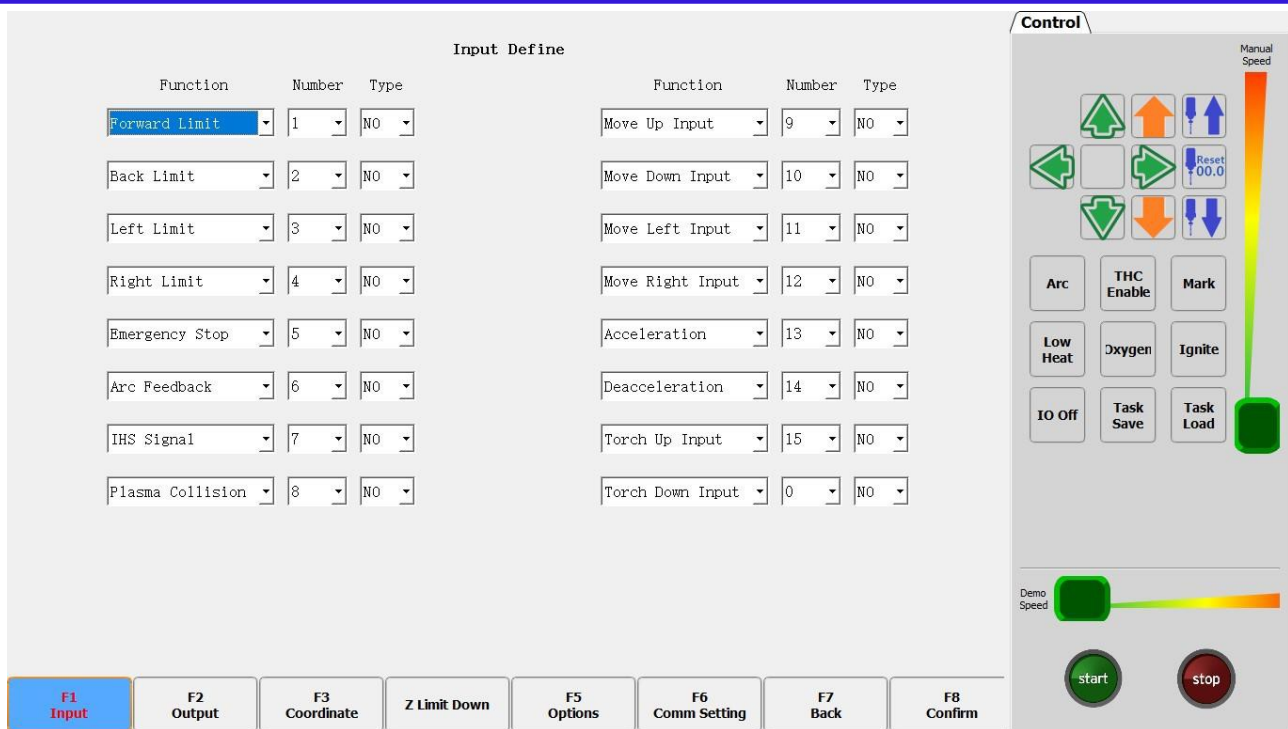 Control
Input Define
Function Number Type Function Number Type
Forward Limit 1 NO Move Up Input 9 NO
Back Limit 2 NO Move Down Input 10 NO
Left Limit 3 NO Move Left Input 11 NO
Right Limit 4 NO Move Right Input 12 NO
Emergency Stop 5 NO Acceleration 13 NO
Arc Feedback 6 NO Deacceleration 14 NO
IHS Signal 7 NO Torch Up Input 15 NO
Plasma Collision 8 NO Torch Down Input 0 NO
Manual
Speed
Reset
00.0
Arc THC Enable Mark
Low Heat Oxygen Ignite
IO Off Task Save Task Load
Demo
Speed
start stop
F1 F2 F3 Z Limit Down F5 F6 F7 F8
Input Output Coordinate Options Comm Setting Back Confirm